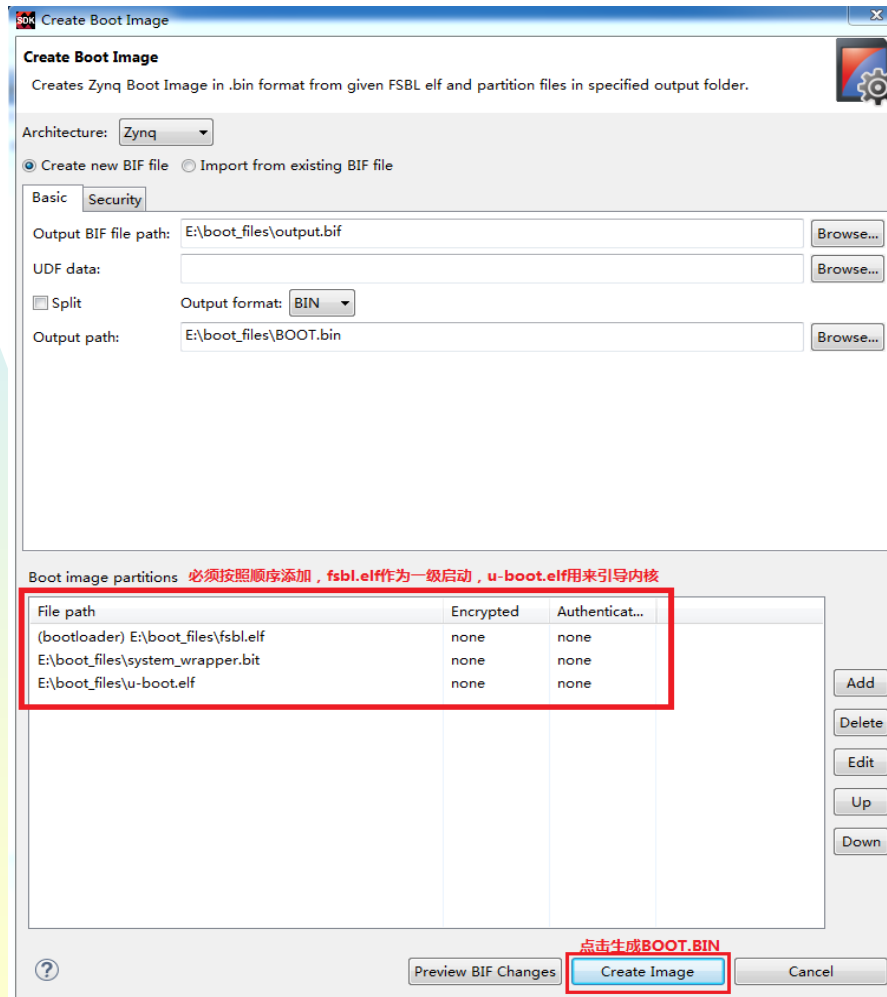 SDK Create Boot Image
Create Boot Image
Creates Zynq Boot Image in .bin format from given FSBL elf and partition files in specified output folder.
Architecture: Zynq
Create new BIF file Import from existing BIF file
Basic Security
Output BIF file path: E:\boot_files\output.bif Browse...
UDF data: Browse...
Split Output format: BIN
Output path: E:\boot_files\BOOT.bin Browse...
Boot image partitions 必须按照顺序添加，fsbl.elf作为一级启动，u-boot.elf用来引导内核
File path Encrypted Authenticat...
(bootloader) E:\boot_files\fsbl.elf none none
E:\boot_files\system_wrapper.bit none none
E:\boot_files\u-boot.elf none none
Add
Delete
Edit
Up
Down
点击生成BOOT.BIN
? Preview BIF Changes Create Image Cancel